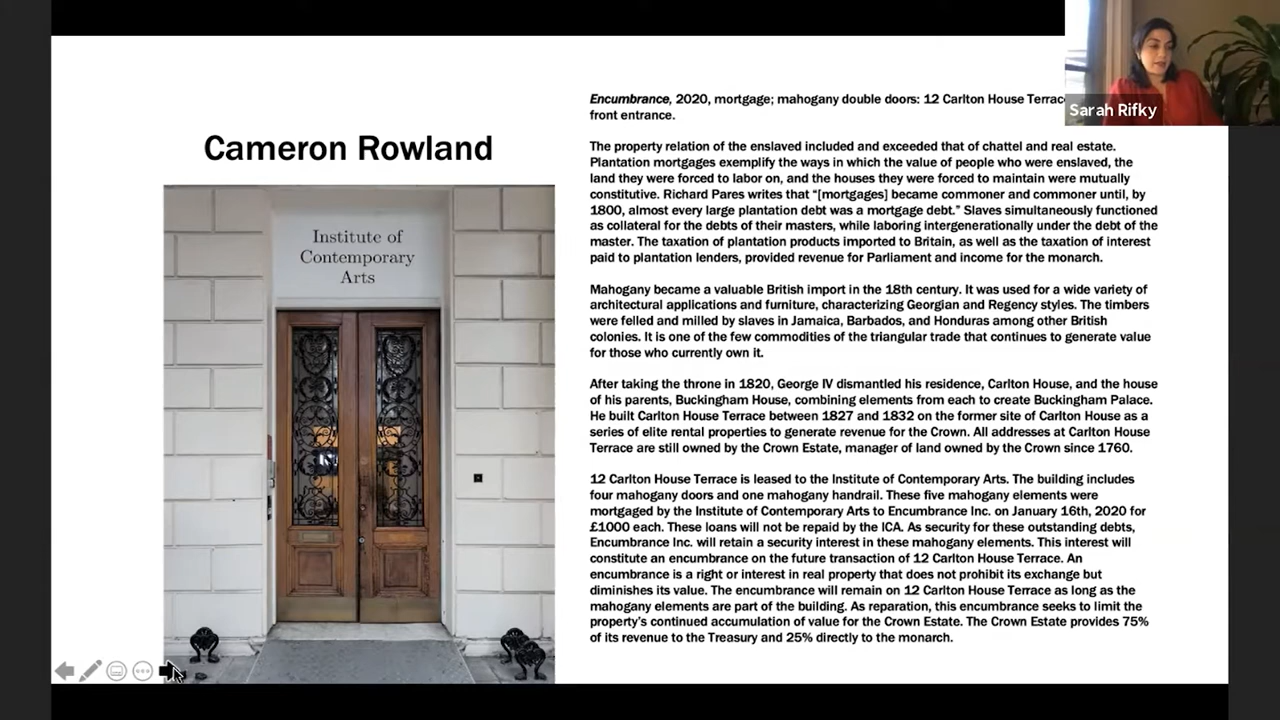 Sarah Rifky
Encumbrance, 2020, mortgage; mahogany double doors: 12 Carlton House Terrace
front entrance.
Cameron Rowland
The property relation of the enslaved included and exceeded that of chattel and real estate.
Plantation mortgages exemplify the ways in which the value of people who were enslaved, the
land they were forced to labor on, and the houses they were forced to maintain were mutually
constitutive. Richard Pares writes that “[mortgages] became commoner and commoner until, by
1800, almost every large plantation debt was a mortgage debt.” Slaves simultaneously functioned
as collateral for the debts of their masters, while laboring intergenerationally under the debt of the
master. The taxation of plantation products imported to Britain, as well as the taxation of interest
paid to plantation lenders, provided revenue for Parliament and income for the monarch.
Institute of
Contemporary
Arts
Mahogany became a valuable British import in the 18th century. It was used for a wide variety of
architectural applications and furniture, characterizing Georgian and Regency styles. The timbers
were felled and milled by slaves in Jamaica, Barbados, and Honduras among other British
colonies. It is one of the few commodities of the triangular trade that continues to generate value
for those who currently own it.
After taking the throne in 1820, George IV dismantled his residence, Carlton House, and the house
of his parents, Buckingham House, combining elements from each to create Buckingham Palace.
He built Carlton House Terrace between 1827 and 1832 on the former site of Carlton House as a
series of elite rental properties to generate revenue for the Crown. All addresses at Carlton House
Terrace are still owned by the Crown Estate, manager of land owned by the Crown since 1760.
12 Carlton House Terrace is leased to the Institute of Contemporary Arts. The building includes
four mahogany doors and one mahogany handrail. These five mahogany elements were
mortgaged by the Institute of Contemporary Arts to Encumbrance Inc. on January 16th, 2020 for
£1000 each. These loans will not be repaid by the ICA. As security for these outstanding debts,
Encumbrance Inc. will retain a security interest in these mahogany elements. This interest will
constitute an encumbrance on the future transaction of 12 Carlton House Terrace. An
encumbrance is a right or interest in real property that does not prohibit its exchange but
diminishes its value. The encumbrance will remain on 12 Carlton House Terrace as long as the
mahogany elements are part of the building. As reparation, this encumbrance seeks to limit the
property’s continued accumulation of value for the Crown Estate. The Crown Estate provides 75%
of its revenue to the Treasury and 25% directly to the monarch.